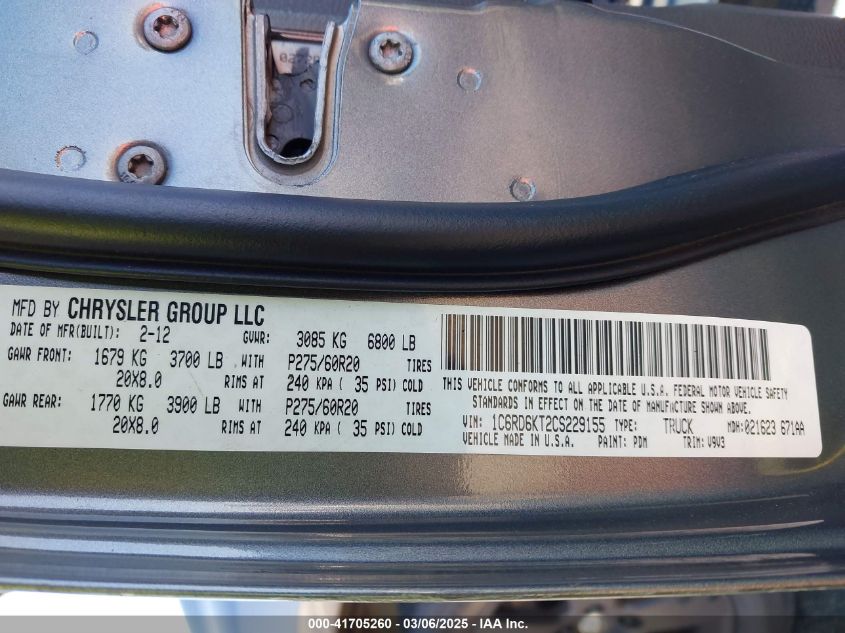 MFD BY CHRYSLER GROUP LLC
DATE OF MFR(BUILT): 2-12 GVWR: 3085 KG 6800 LB
GAWR FRONT: 1679 KG 3700 LB WITH P275/60R20 TIRES
20X8.0 RIMS AT 240 KPA ( 35 PSI) COLD
GAWR REAR: 1770 KG 3900 LB WITH P275/60R20 TIRES
20X8.0 RIMS AT 240 KPA ( 35 PSI) COLD
THIS VEHICLE CONFORMS TO ALL APPLICABLE U.S.A. FEDERAL MOTOR VEHICLE SAFETY
STANDARDS IN EFFECT ON THE DATE OF MANUFACTURE SHOWN ABOVE.
VIN: 1C6RD6KT2CS229155 TYPE: TRUCK MDH: 021623 671AA
VEHICLE MADE IN U.S.A. PAINT: PDM TRIM: V9V3
000-41705260 - 03/06/2025 - IAA Inc.